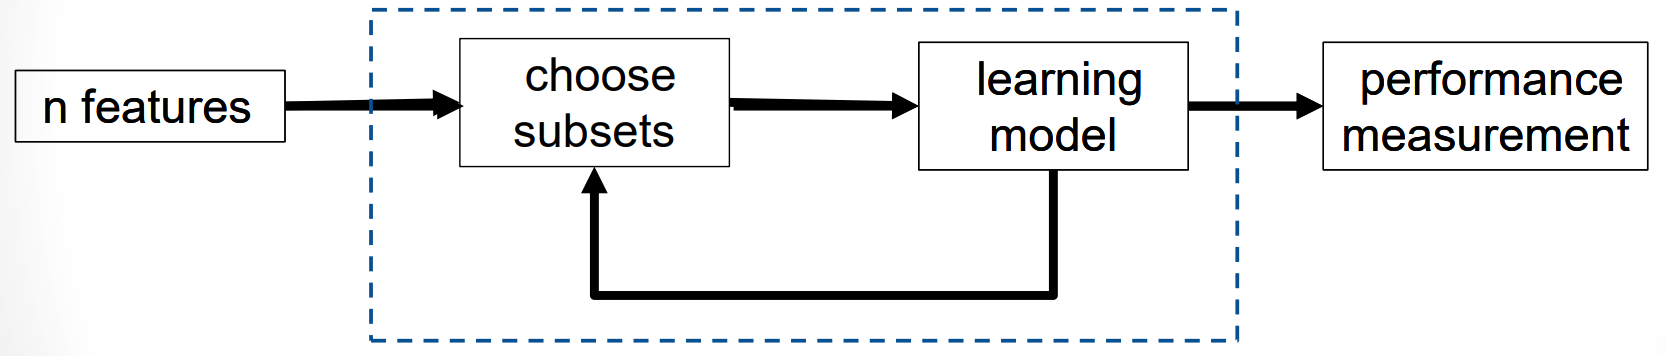 n features
choose
subsets
learning
model
performance
measurement